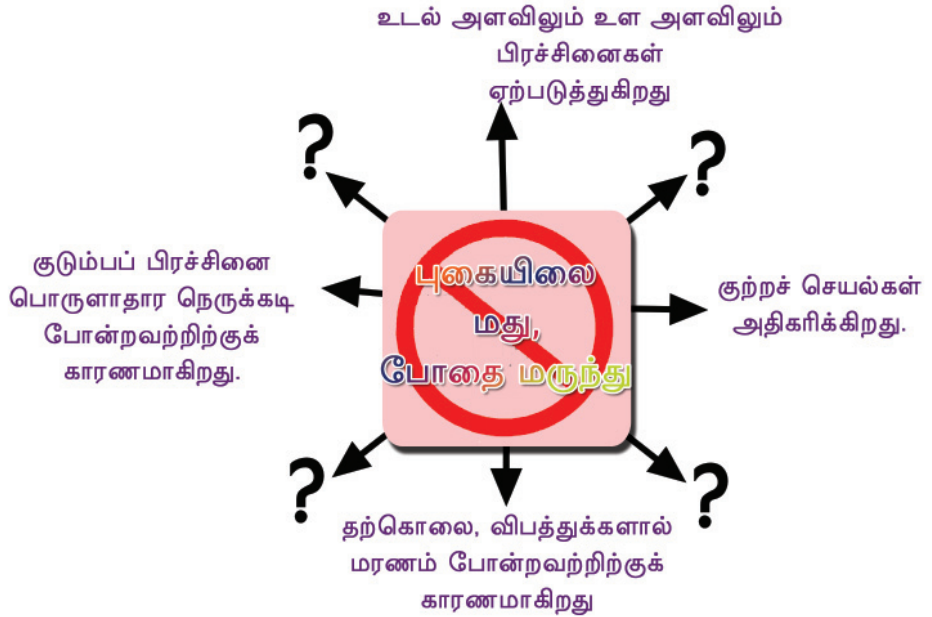 உடல் அளவிலும் உள அளவிலும்
பிரச்சினைகள்
ஏற்படுத்துகிறது
?
?
குடும்பப் பிரச்சினை
பொருளாதார நெருக்கடி
போன்றவற்றிற்குக்
காரணமாகிறது.
புகையிலை
மது,
போதை மருந்து
குற்றச் செயல்கள்
அதிகரிக்கிறது.
?
?
தற்கொலை, விபத்துக்களால்
மரணம் போன்றவற்றிற்குக்
காரணமாகிறது